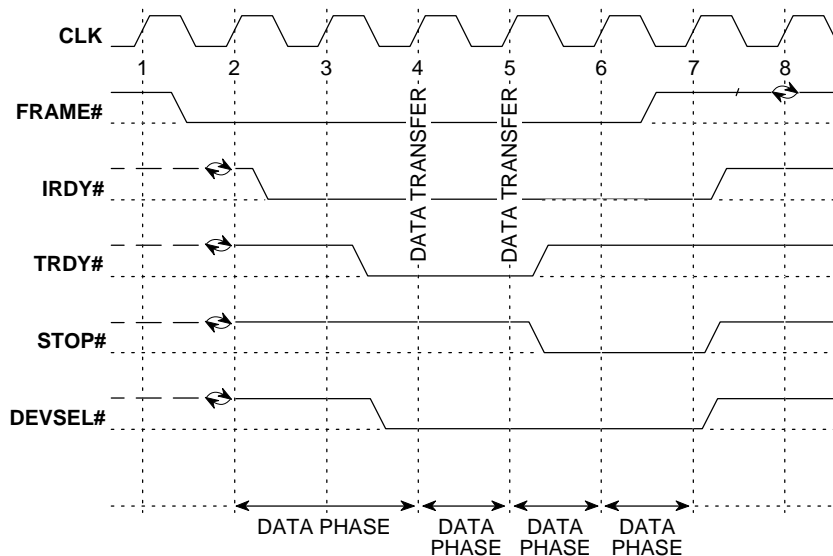 CLK
1 2 3 4 5 6 7 8
FRAME#
DATA TRANSFER
DATA TRANSFER
IRDY#
TRDY#
STOP#
DEVSEL#
DATA PHASE
DATA
PHASE
DATA
PHASE
DATA
PHASE